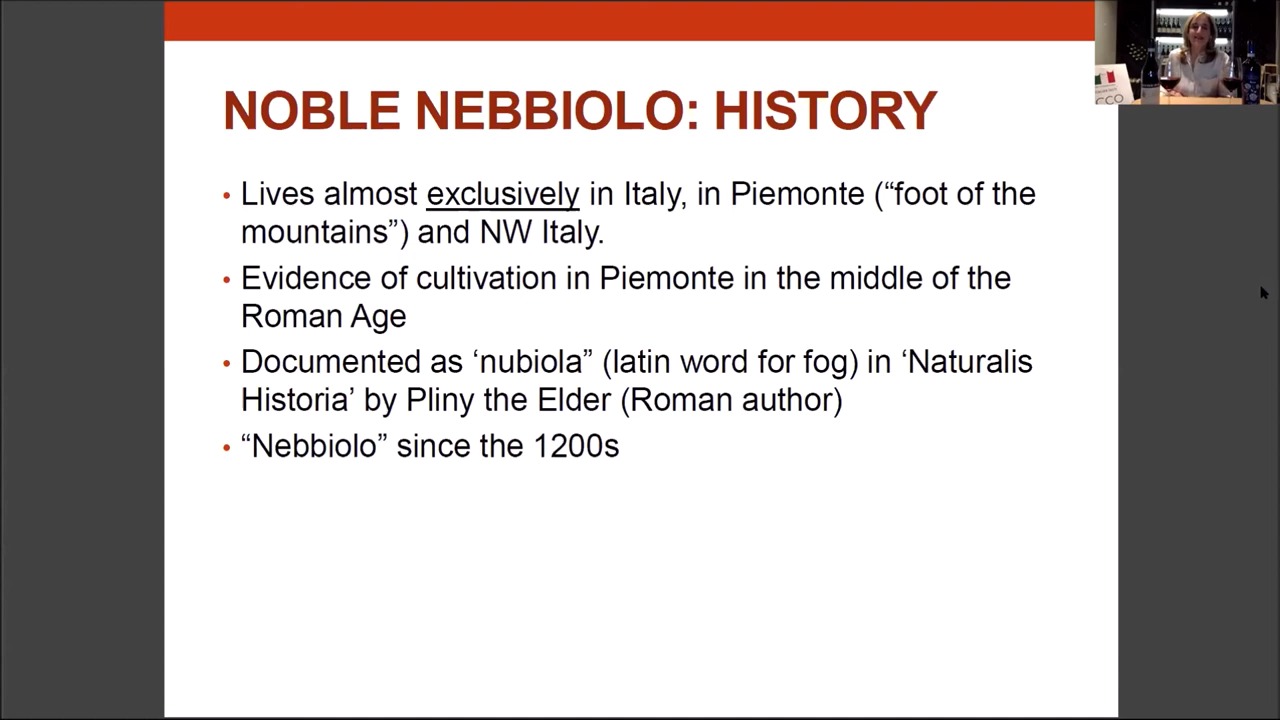 NOBLE NEBBIOLO: HISTORY
• Lives almost exclusively in Italy, in Piemonte (“foot of the
mountains”) and NW Italy.
• Evidence of cultivation in Piemonte in the middle of the
Roman Age
• Documented as ‘nubiola” (latin word for fog) in ‘Naturalis
Historia’ by Pliny the Elder (Roman author)
• “Nebbiolo” since the 1200s